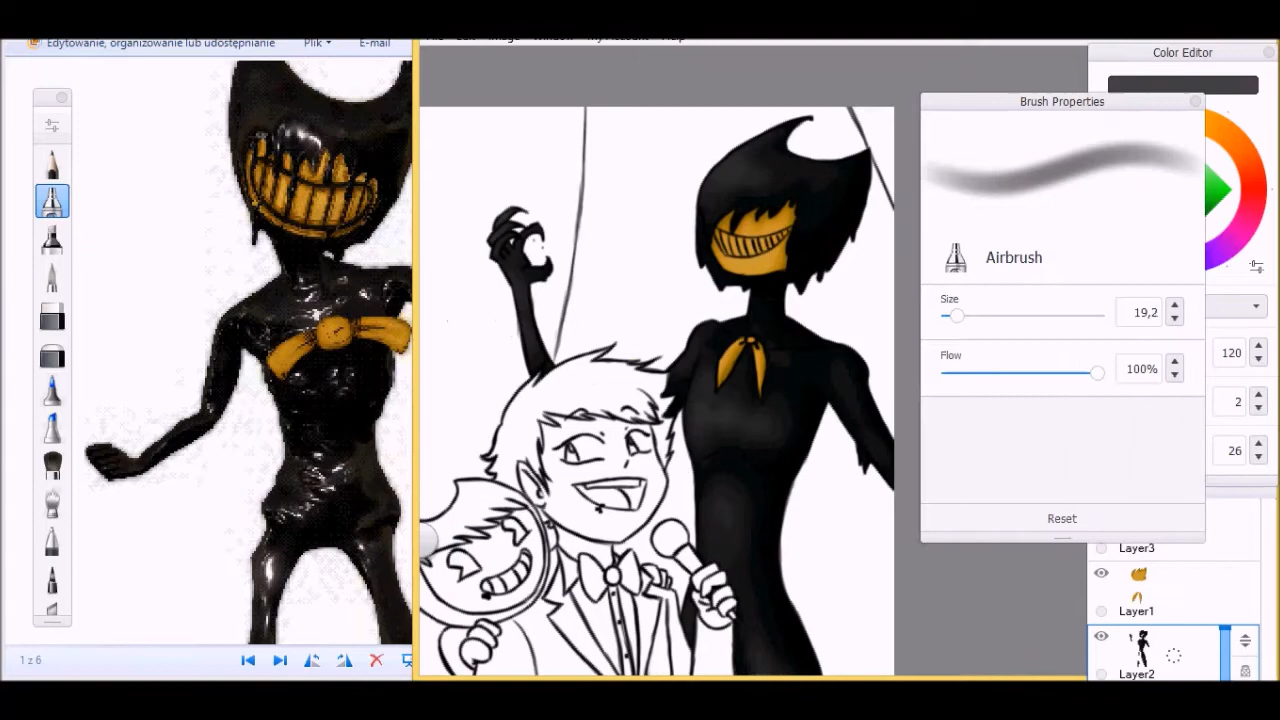 Edytowanie, organizowanie lub udostępnianie
Plik
E-mail
Color Editor
Brush Properties
Airbrush
Size
19,2
Flow
100%
120
2
26
Reset
Layer3
Layer1
Layer2
1 z 6